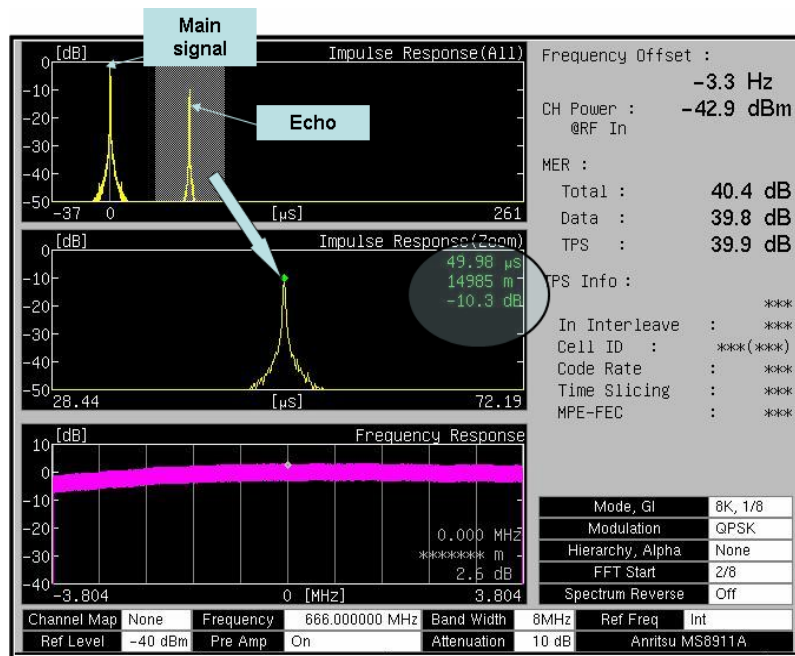 Main
signal
Echo
[dB] Impulse Response(All)
0
-10
-20
-30
-40
-50
-37 0 [µS] 261
[dB] Impulse Response(Zoom)
0
-10
-20
-30
-40
-50
49.98 µS
14985 m
-10.3 dB
28.44 [µS] 72.19
[dB] Frequency Response
10
0
-10
-20
-30
-40
0.000 MHz
******* m
2.6 dB
-3.804 0 [MHz] 3.804
Frequency Offset :
-3.3 Hz
CH Power : -42.9 dBm
@RF In
MER :
Total : 40.4 dB
Data : 39.8 dB
TPS : 39.9 dB
TPS Info :
***
In Interleave : ***
Cell ID : ***(***)
Code Rate : ***
Time Slicing : ***
MPE-FEC : ***
Mode, GI 8K, 1/8
Modulation QPSK
Hierarchy, Alpha None
FFT Start 2/8
Spectrum Reverse Off
Channel Map None Frequency 666.000000 MHz Band Width 8MHz Ref Freq Int
Ref Level -40 dBm Pre Amp On Attenuation 10 dB Anritsu MS8911A